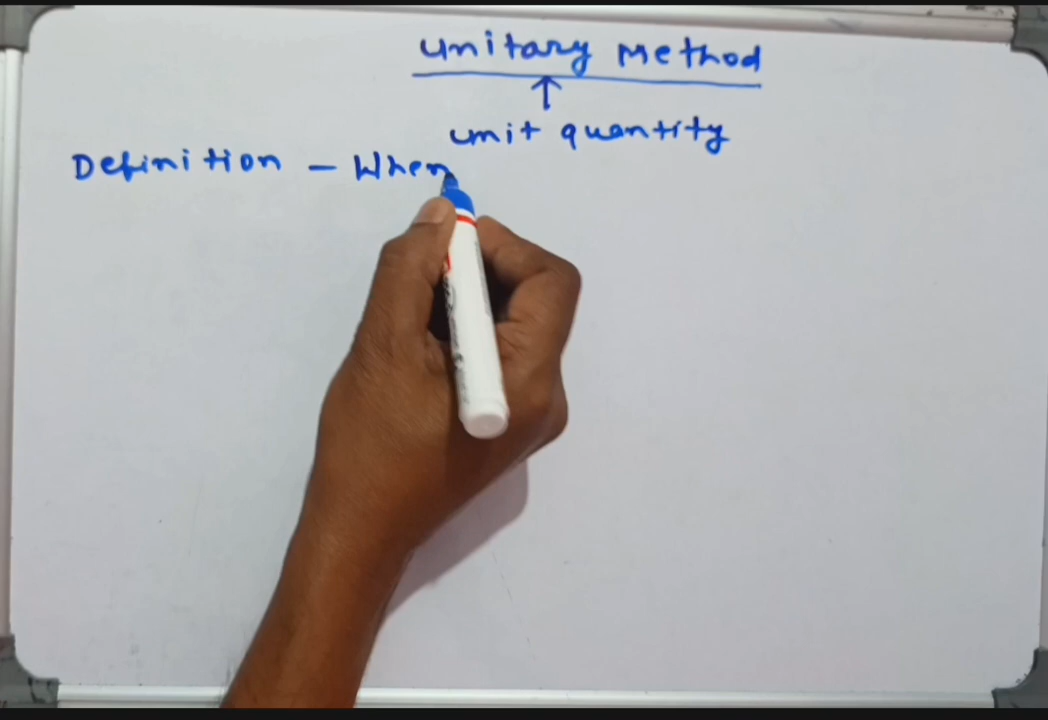 unitary Method
unit quantity
Definition — When